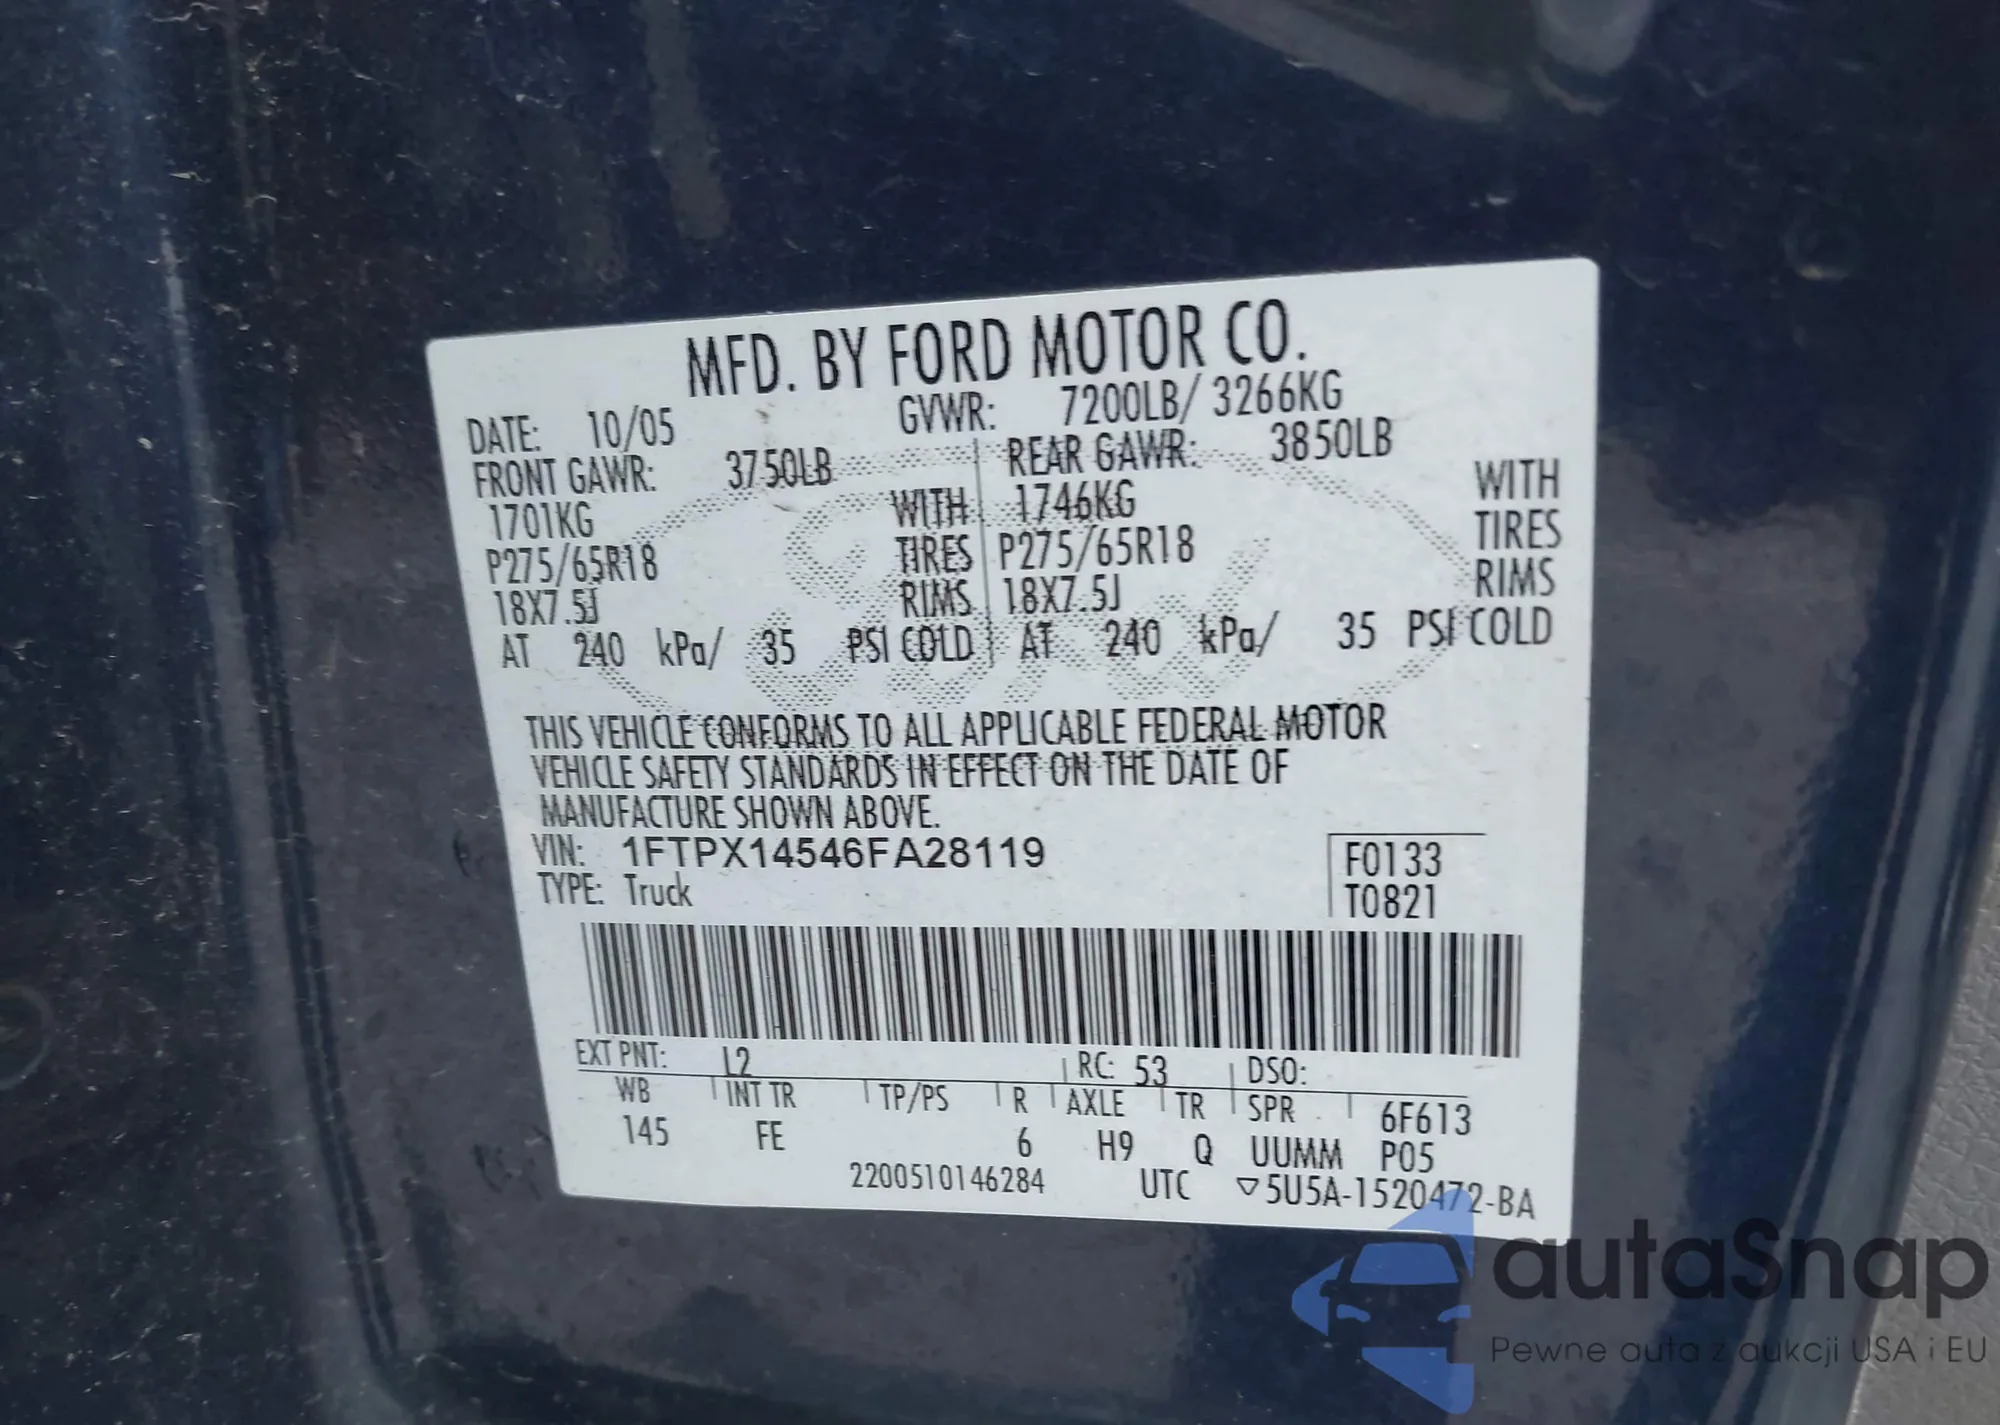 MFD. BY FORD MOTOR CO.
DATE: 10/05 GVWR: 7200LB/ 3266KG
FRONT GAWR: 3750LB REAR GAWR: 3850LB
1701KG WITH 1746KG WITH
P275/65R18 TIRES P275/65R18 TIRES
18X7.5J RIMS 18X7.5J RIMS
AT 240 kPa/ 35 PSI COLD AT 240 kPa/ 35 PSI COLD
THIS VEHICLE CONFORMS TO ALL APPLICABLE FEDERAL MOTOR
VEHICLE SAFETY STANDARDS IN EFFECT ON THE DATE OF
MANUFACTURE SHOWN ABOVE.
VIN: 1FTPX14546FA28119 F0133
TYPE: Truck T0821
EXT PNT: L2 RC: 53 DSO:
WB INT TR TP/PS R AXLE TR SPR 6F613
145 FE 6 H9 Q UUMM P05
2200510146284 UTC ▽5U5A-1520472-BA
autaSnap
Pewne auta z aukcji USA i EU